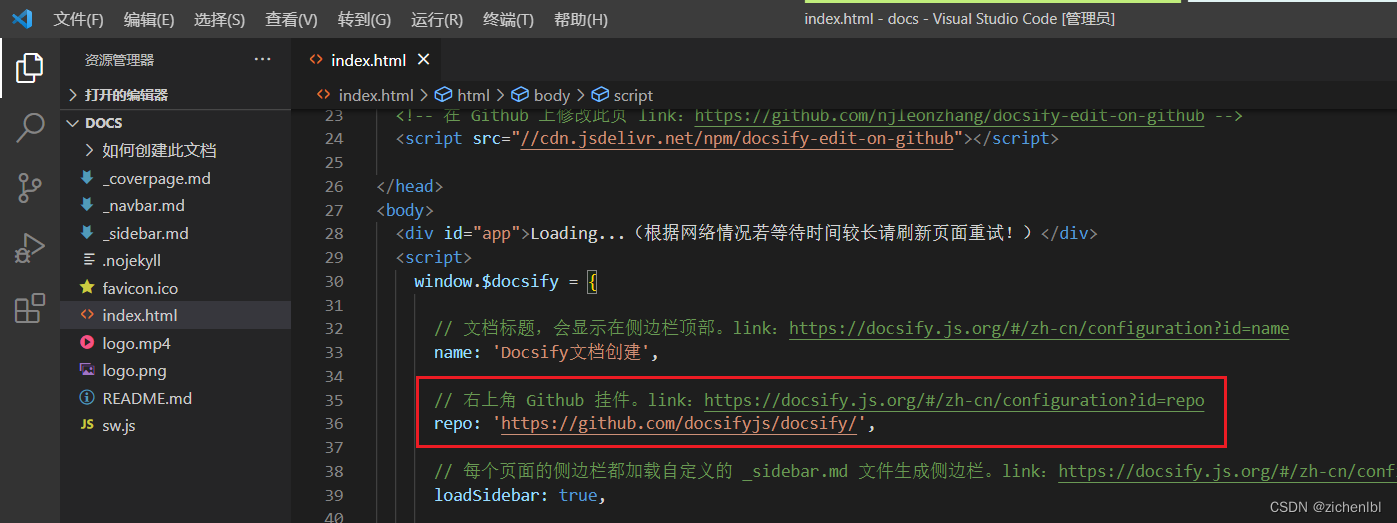 文件(F) 编辑(E) 选择(S) 查看(V) 转到(G) 运行(R) 终端(T) 帮助(H) index.html - docs - Visual Studio Code [管理员]
资源管理器 ··· <> index.html ×
打开的编辑器
<> index.html > html > body > script
DOCS
如何创建此文档
_coverpage.md
_navbar.md
_sidebar.md
.nojekyll
favicon.ico
<> index.html
logo.mp4
logo.png
README.md
JS sw.js
23 <!-- 在 Github 上修改此页 link：https://github.com/njleonzhang/docsify-edit-on-github -->
24 <script src="//cdn.jsdelivr.net/npm/docsify-edit-on-github"></script>
25
26 </head>
27 <body>
28 <div id="app">Loading...（根据网络情况若等待时间较长请刷新页面重试！）</div>
29 <script>
30 window.$docsify = {
31
32 // 文档标题，会显示在侧边栏顶部。link：https://docsify.js.org/#/zh-cn/configuration?id=name
33 name: 'Docsify文档创建',
34
35 // 右上角 Github 挂件。link：https://docsify.js.org/#/zh-cn/configuration?id=repo
36 repo: 'https://github.com/docsifyjs/docsify/',
37
38 // 每个页面的侧边栏都加载自定义的 _sidebar.md 文件生成侧边栏。link：https://docsify.js.org/#/zh-cn/conf
39 loadSidebar: true,
40
CSDN @zichenlbl